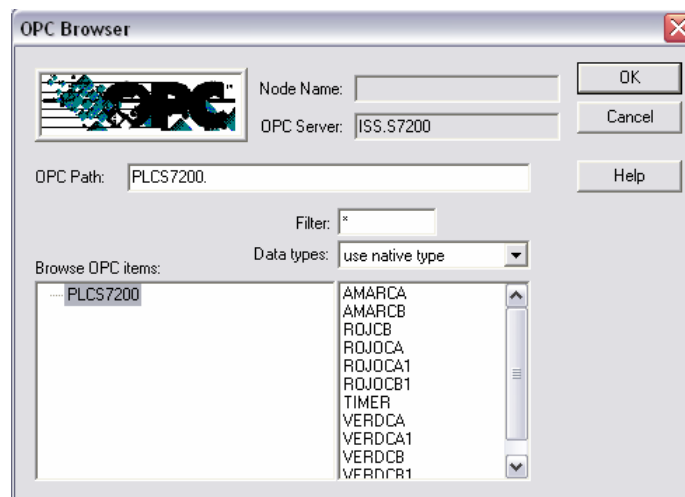 OPC Browser
OPC
Node Name:
OK
OPC Server: ISS.S7200
Cancel
OPC Path: PLCS7200.
Help
Filter: *
Data types: use native type
Browse OPC items:
PLCS7200
AMARCA
AMARCB
ROJCB
ROJOCA
ROJOCA1
ROJOCB1
TIMER
VERDCA
VERDCA1
VERDCB
VERDCB1